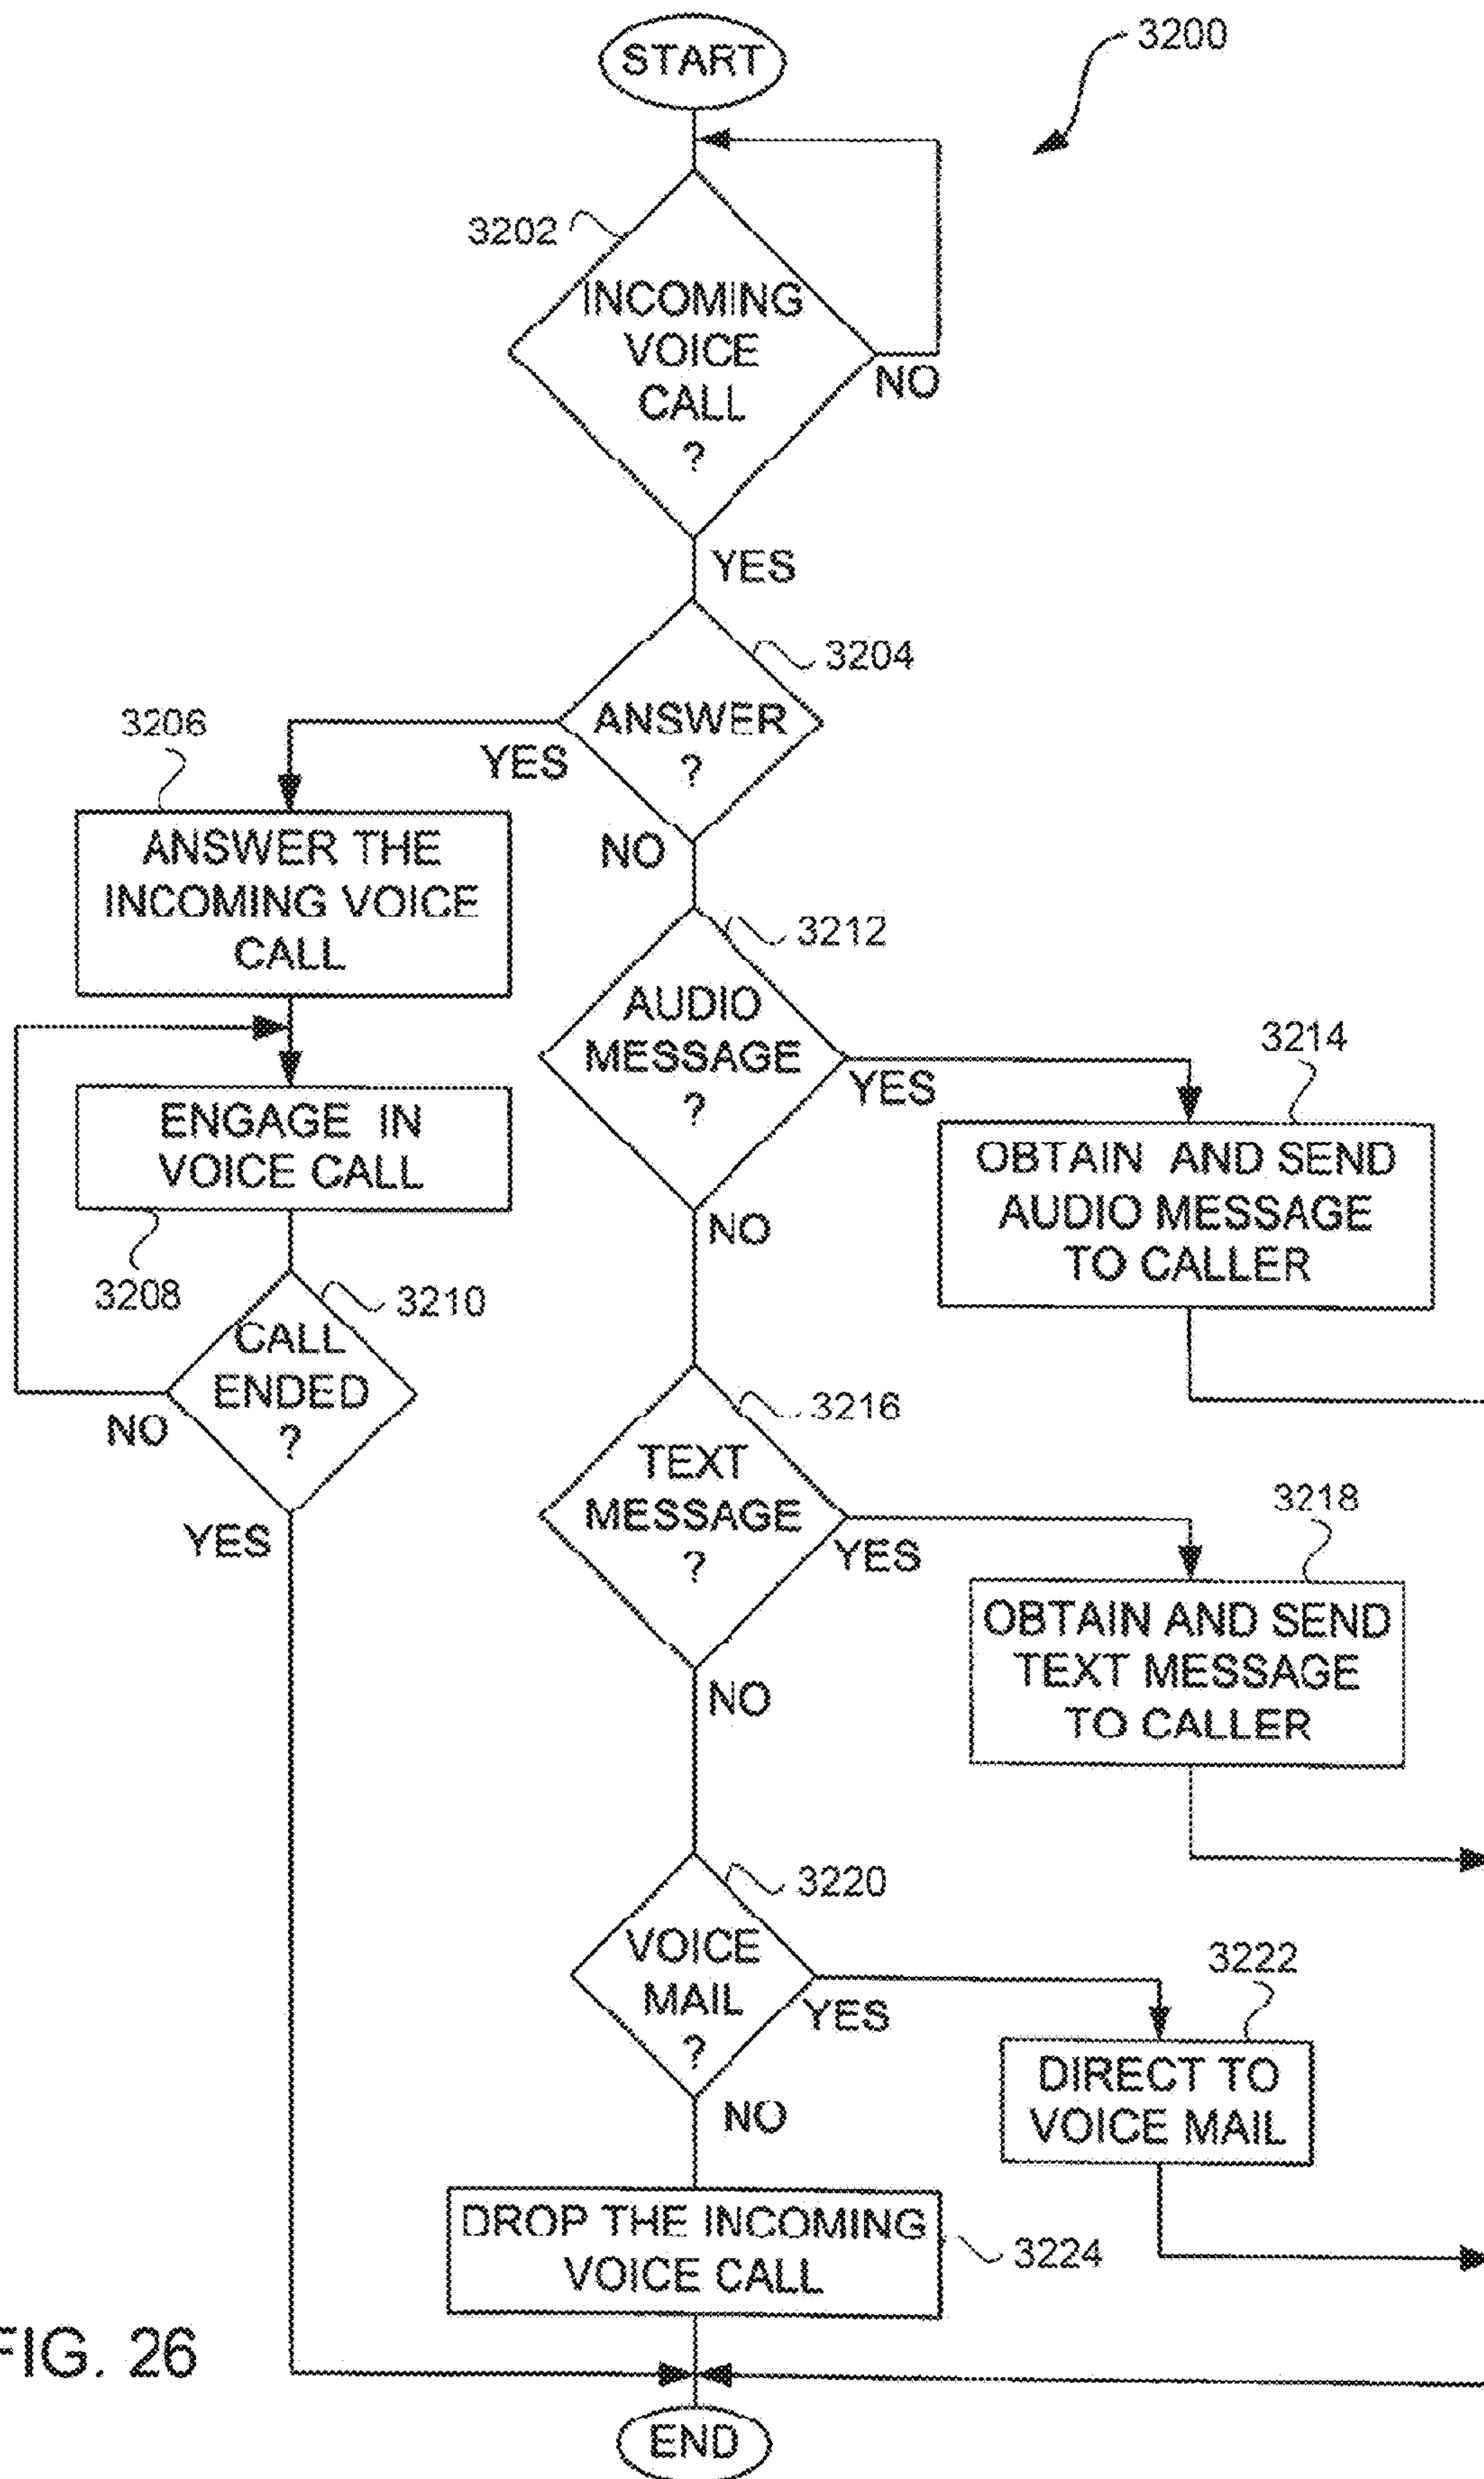 START
3200
3202
INCOMING
VOICE
CALL
?
NO
YES
3204
ANSWER
?
YES
NO
3206
ANSWER THE
INCOMING VOICE
CALL
3212
AUDIO
MESSAGE
?
YES
NO
3214
OBTAIN AND SEND
AUDIO MESSAGE
TO CALLER
ENGAGE IN
VOICE CALL
3208
3210
CALL
ENDED
?
NO
YES
3216
TEXT
MESSAGE
?
YES
NO
3218
OBTAIN AND SEND
TEXT MESSAGE
TO CALLER
3220
VOICE
MAIL
?
YES
NO
3222
DIRECT TO
VOICE MAIL
DROP THE INCOMING
VOICE CALL
3224
FIG. 26
END